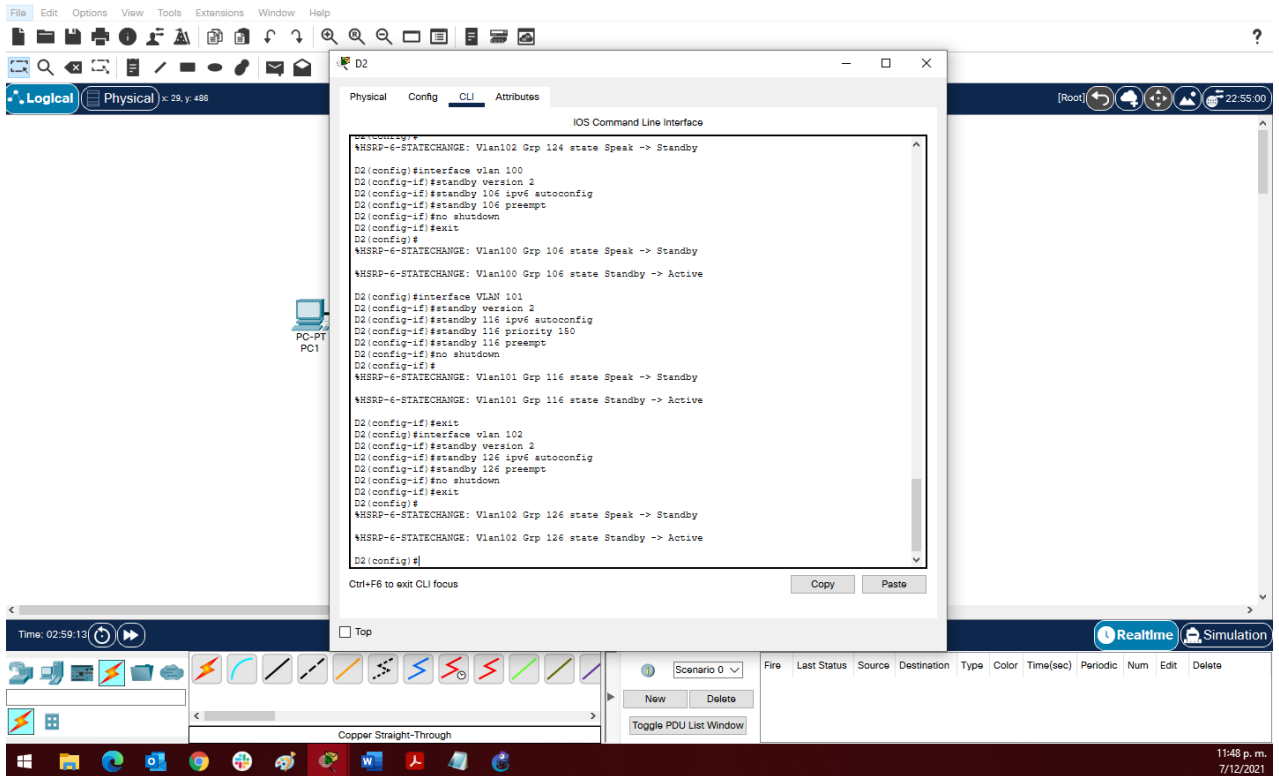 File Edit Options View Tools Extensions Window Help
?
D2
Logical Physical x: 29, y: 486
[Root] 22:55:00
Physical Config CLI Attributes
IOS Command Line Interface
D2(config)#
%HSRP-6-STATECHANGE: Vlan102 Grp 124 state Speak -> Standby
D2(config)#interface vlan 100
D2(config-if)#standby version 2
D2(config-if)#standby 106 ipv6 autoconfig
D2(config-if)#standby 106 preempt
D2(config-if)#no shutdown
D2(config-if)#exit
D2(config)#
%HSRP-6-STATECHANGE: Vlan100 Grp 106 state Speak -> Standby
%HSRP-6-STATECHANGE: Vlan100 Grp 106 state Standby -> Active
D2(config)#interface VLAN 101
D2(config-if)#standby version 2
D2(config-if)#standby 116 ipv6 autoconfig
D2(config-if)#standby 116 priority 150
D2(config-if)#standby 116 preempt
D2(config-if)#no shutdown
D2(config-if)#
%HSRP-6-STATECHANGE: Vlan101 Grp 116 state Speak -> Standby
%HSRP-6-STATECHANGE: Vlan101 Grp 116 state Standby -> Active
D2(config-if)#exit
D2(config)#interface vlan 102
D2(config-if)#standby version 2
D2(config-if)#standby 126 ipv6 autoconfig
D2(config-if)#standby 126 preempt
D2(config-if)#no shutdown
D2(config-if)#exit
D2(config)#
%HSRP-6-STATECHANGE: Vlan102 Grp 126 state Speak -> Standby
%HSRP-6-STATECHANGE: Vlan102 Grp 126 state Standby -> Active
D2(config)#
Ctrl+F6 to exit CLI focus
Copy Paste
Top
PC-PT
PC1
Time: 02:59:13
Realtime Simulation
Scenario 0
New Delete
Toggle PDU List Window
Fire Last Status Source Destination Type Color Time(sec) Periodic Num Edit Delete
Copper Straight-Through
11:48 p. m.
7/12/2021